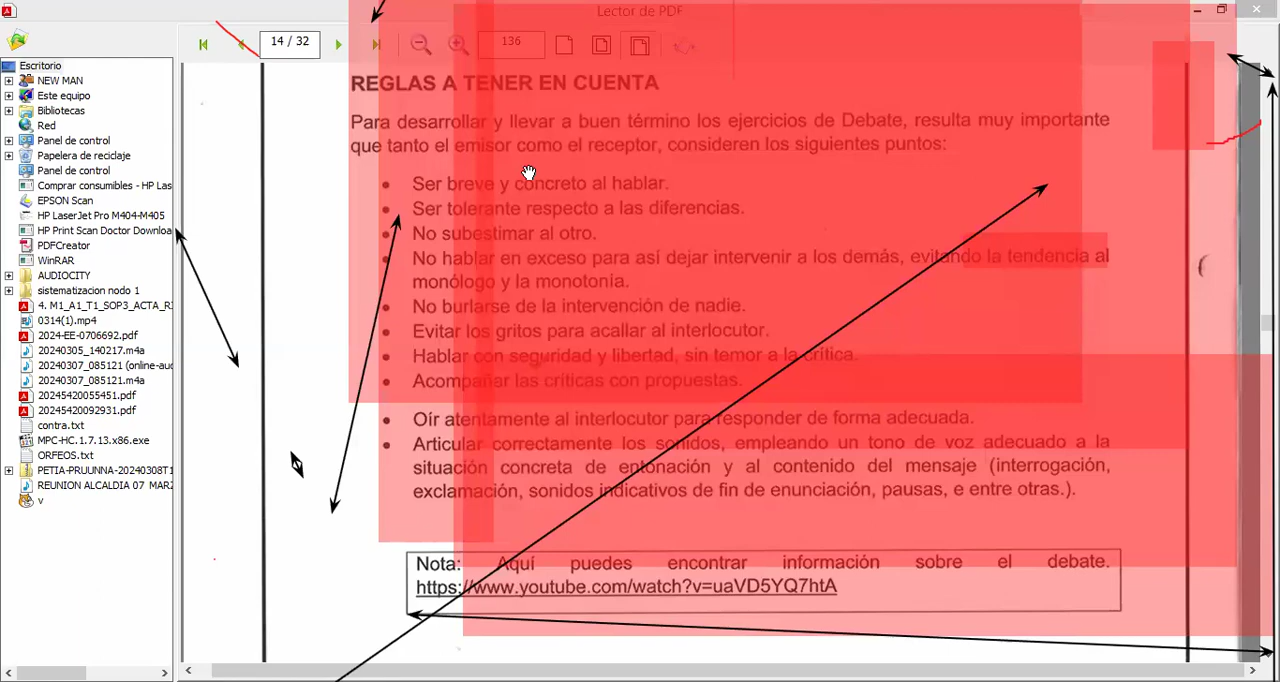 Lector de PDF
14 / 32
136
Escritorio
NEW MAN
Este equipo
Bibliotecas
Red
Panel de control
Papelera de reciclaje
Panel de control
Comprar consumibles - HP Las
EPSON Scan
HP LaserJet Pro M404-M405
HP Print Scan Doctor Downloa
PDFCreator
WinRAR
AUDIOCITY
sistematizacion nodo 1
4. M1_A1_T1_SOP3_ACTA_R
0314(1).mp4
2024-EE-0706692.pdf
20240305_140217.m4a
20240307_085121 (online-aud
20240307_085121.m4a
20245420055451.pdf
20245420092931.pdf
contra.txt
MPC-HC.1.7.13.x86.exe
ORFEOS.txt
PETIA-PRUUNNA-20240308T1
REUNION ALCALDIA 07 MAR
v
REGLAS A TENER EN CUENTA
Para desarrollar y llevar a buen término los ejercicios de Debate, resulta muy importante
que tanto el emisor como el receptor, consideren los siguientes puntos:
• Ser breve y concreto al hablar.
• Ser tolerante respecto a las diferencias.
• No subestimar al otro.
• No hablar en exceso para así dejar intervenir a los demás, evitando la tendencia al
monólogo y la monotonía.
• No burlarse de la intervención de nadie.
• Evitar los gritos para acallar al interlocutor.
• Hablar con seguridad y libertad, sin temor a la crítica.
• Acompañar las críticas con propuestas.
• Oír atentamente al interlocutor para responder de forma adecuada.
• Articular correctamente los sonidos, empleando un tono de voz adecuado a la
situación concreta de entonación y al contenido del mensaje (interrogación,
exclamación, sonidos indicativos de fin de enunciación, pausas, e entre otras.).
Nota: Aquí puedes encontrar información sobre el debate.
https://www.youtube.com/watch?v=uaVD5YQ7htA